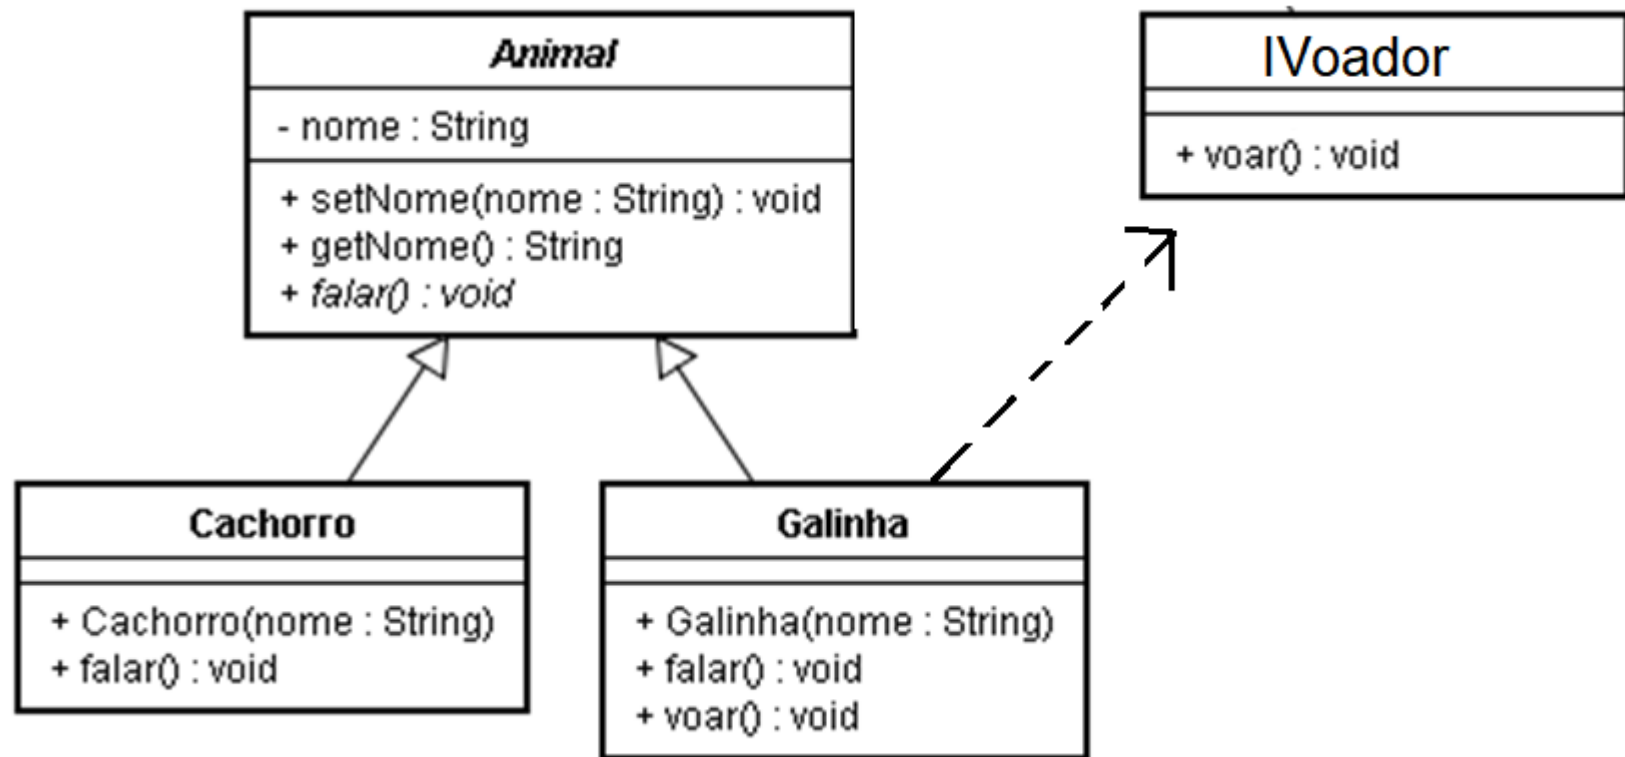 Animal
- nome : String
+ setNome(nome : String) : void
+ getNome() : String
+ falar() : void
IVoador
+ voar() : void
Cachorro
+ Cachorro(nome : String)
+ falar() : void
Galinha
+ Galinha(nome : String)
+ falar() : void
+ voar() : void